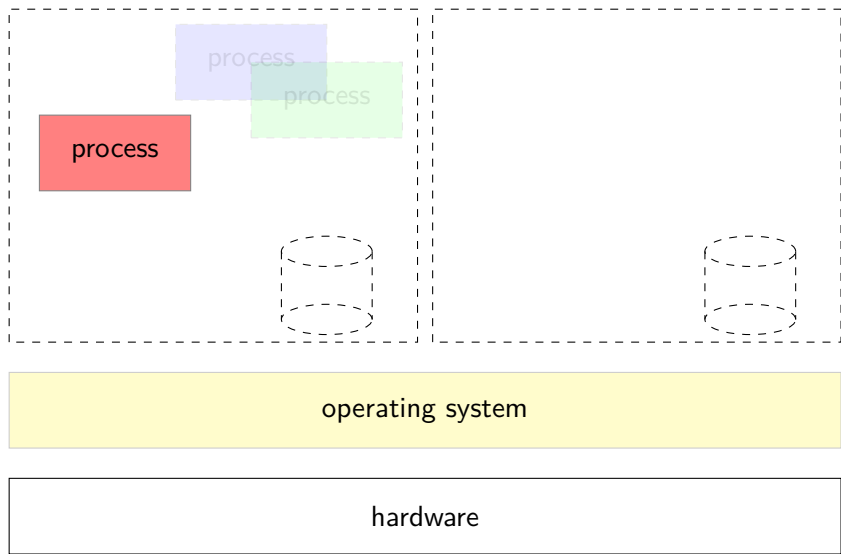 process
process
process
operating system
hardware